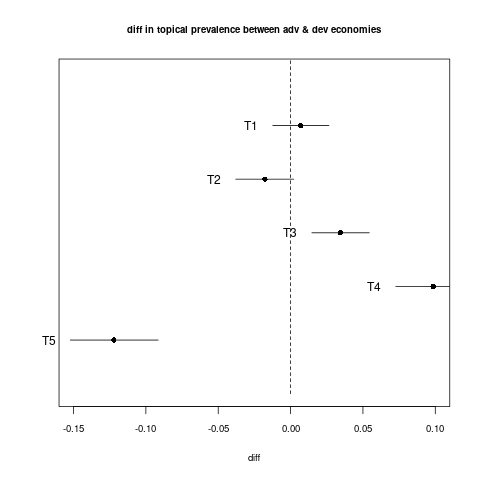 diff in topical prevalence between adv & dev economies
T1
T2
T3
T4
T5
-0.15 -0.10 -0.05 0.00 0.05 0.10
diff